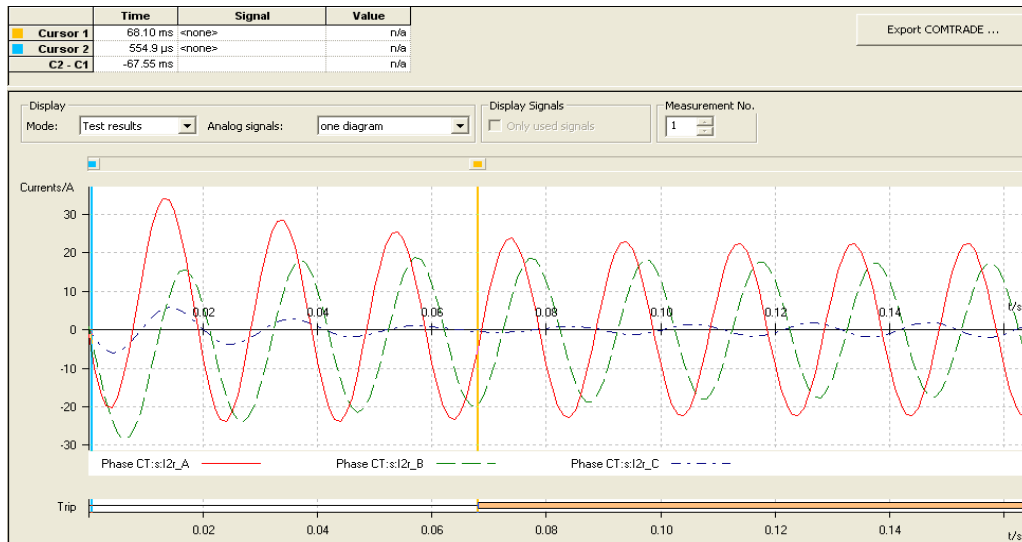 Time Signal Value
Cursor 1 68.10 ms <none> n/a
Cursor 2 554.9 µs <none> n/a
C2 - C1 -67.55 ms n/a
Export COMTRADE ...
Display
Mode: Test results Analog signals: one diagram
Display Signals
Only used signals
Measurement No.
1
Currents/A
30
20
10
0.02 0.04 0.06 0.08 0.10 0.12 0.14 t/s
0
-10
-20
-30
Phase CT:s:I2r_A Phase CT:s:I2r_B Phase CT:s:I2r_C
Trip
0.02 0.04 0.06 0.08 0.10 0.12 0.14 t/s